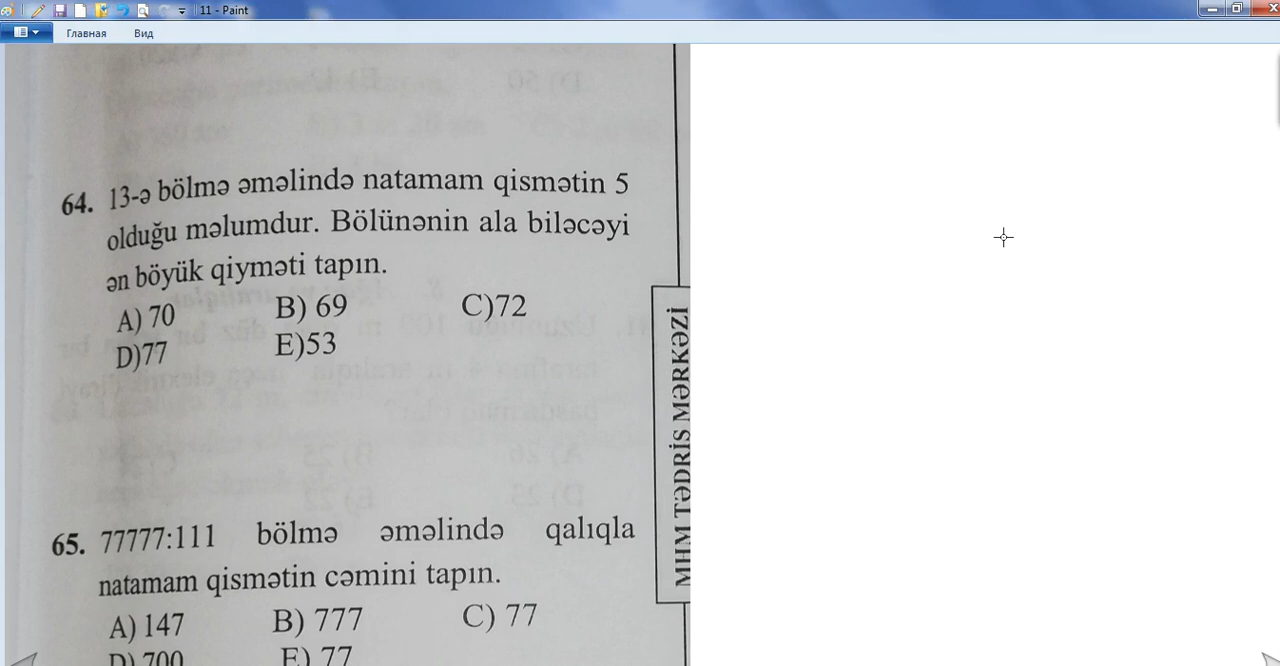 11 - Paint
Главная Вид
64. 13-ə bölmə əməlində natamam qismətin 5
olduğu məlumdur. Bölünənin ala biləcəyi
ən böyük qiyməti tapın.
A) 70 B) 69 C)72
D)77 E)53
MHM TƏDRİS MƏRKƏZİ
65. 77777:111 bölmə əməlində qalıqla
natamam qismətin cəmini tapın.
A) 147 B) 777 C) 77
D) 700 E) 77